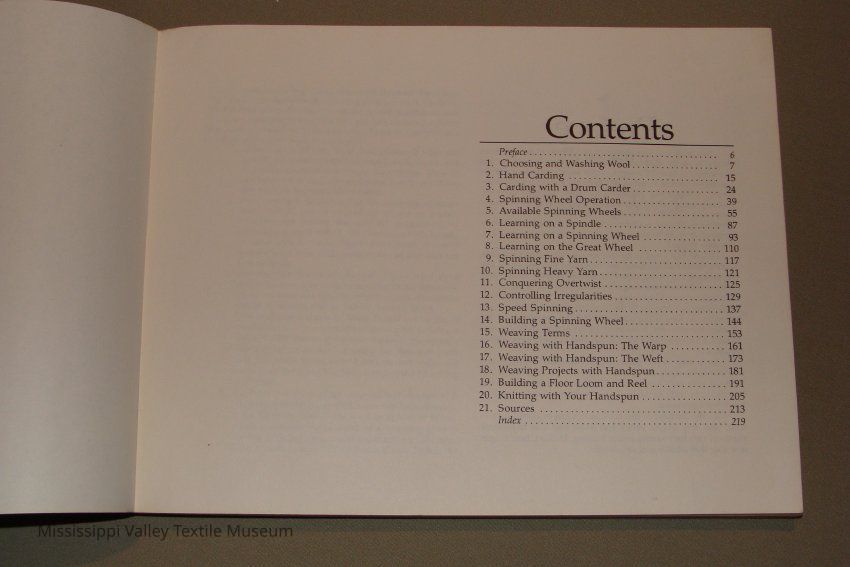 Contents
Preface . . . . . . . . . . . . . . . . . . . . . . . . . . . . . . . . . . . . . . 6
1. Choosing and Washing Wool . . . . . . . . . . . . . . . . . 7
2. Hand Carding . . . . . . . . . . . . . . . . . . . . . . . . . . . . . . 15
3. Carding with a Drum Carder . . . . . . . . . . . . . . . . . 24
4. Spinning Wheel Operation . . . . . . . . . . . . . . . . . . . 39
5. Available Spinning Wheels . . . . . . . . . . . . . . . . . . . 55
6. Learning on a Spindle . . . . . . . . . . . . . . . . . . . . . . . 87
7. Learning on a Spinning Wheel . . . . . . . . . . . . . . . . 93
8. Learning on the Great Wheel . . . . . . . . . . . . . . . . 110
9. Spinning Fine Yarn . . . . . . . . . . . . . . . . . . . . . . . . . 117
10. Spinning Heavy Yarn . . . . . . . . . . . . . . . . . . . . . . . 121
11. Conquering Overtwist . . . . . . . . . . . . . . . . . . . . . . 125
12. Controlling Irregularities . . . . . . . . . . . . . . . . . . . . 129
13. Speed Spinning . . . . . . . . . . . . . . . . . . . . . . . . . . . . 137
14. Building a Spinning Wheel . . . . . . . . . . . . . . . . . . . 144
15. Weaving Terms . . . . . . . . . . . . . . . . . . . . . . . . . . . . 153
16. Weaving with Handspun: The Warp . . . . . . . . . . . 161
17. Weaving with Handspun: The Weft . . . . . . . . . . . . 173
18. Weaving Projects with Handspun . . . . . . . . . . . . . . 181
19. Building a Floor Loom and Reel . . . . . . . . . . . . . . . 191
20. Knitting with Your Handspun . . . . . . . . . . . . . . . . . 205
21. Sources . . . . . . . . . . . . . . . . . . . . . . . . . . . . . . . . . . . 213
Index . . . . . . . . . . . . . . . . . . . . . . . . . . . . . . . . . . . . . . 219
Mississippi Valley Textile Museum